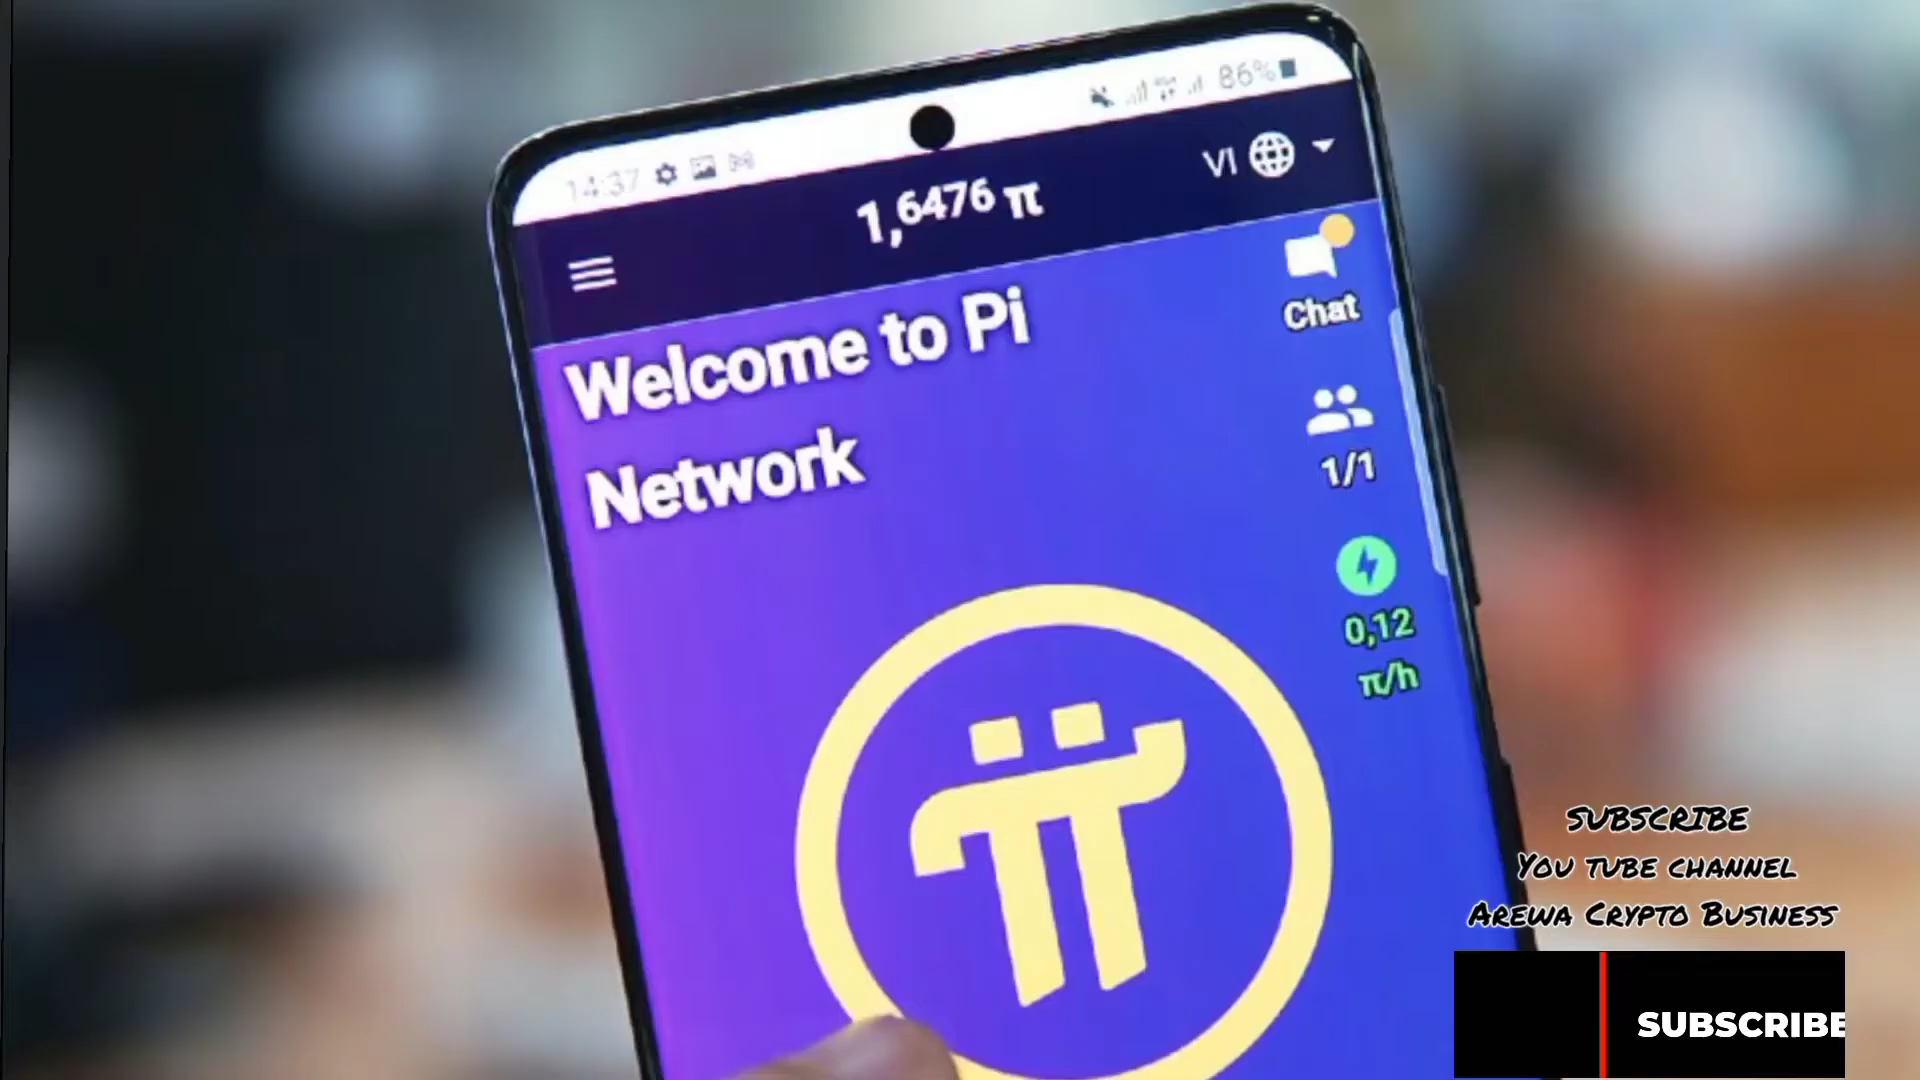 14:37
86%
1,6476 π
VI
Welcome to Pi
Network
Chat
1/1
0,12
π/h
SUBSCRIBE
YOU TUBE CHANNEL
AREWA CRYPTO BUSINESS
SUBSCRIBE